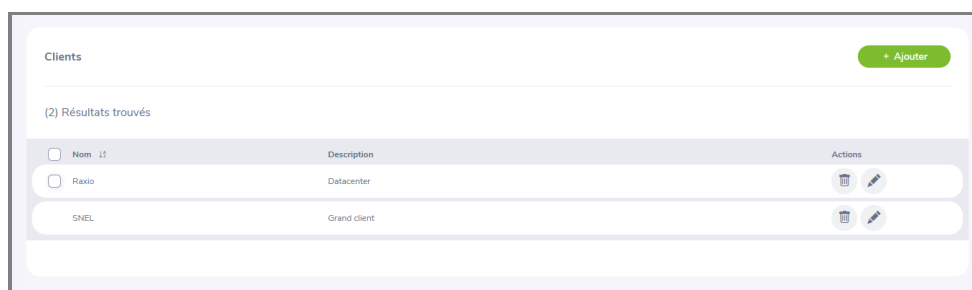 Clients
+ Ajouter
(2) Résultats trouvés
Nom Description Actions
Raxio Datacenter
SNEL Grand client